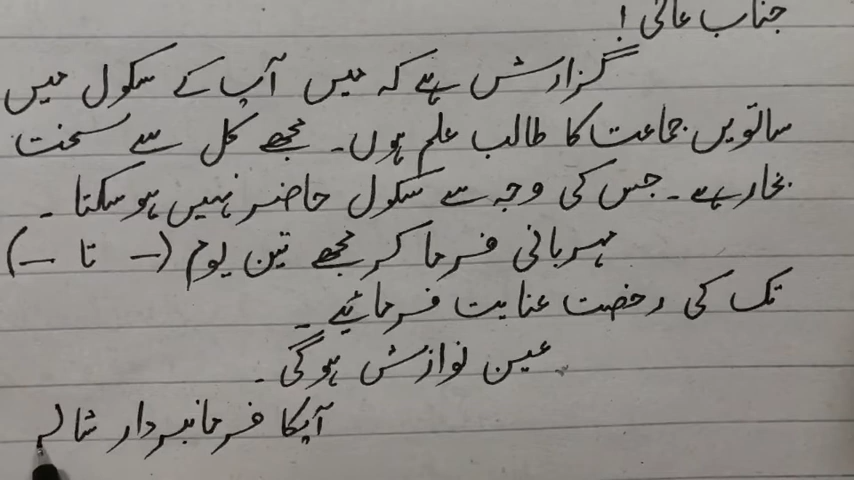 جناب عالی!
گزارش ہے کہ میں آپ کے سکول میں
ساتویں جماعت کا طالب علم ہوں۔ مجھے کل سے سخت
بخار ہے۔ جس کی وجہ سے سکول حاضر نہیں ہو سکتا۔
مہربانی فرما کر مجھے تین یوم (— تا —)
تک کی رخصت عنایت فرمائیے۔
عین نوازش ہوگی۔
آپکا فرمانبردار